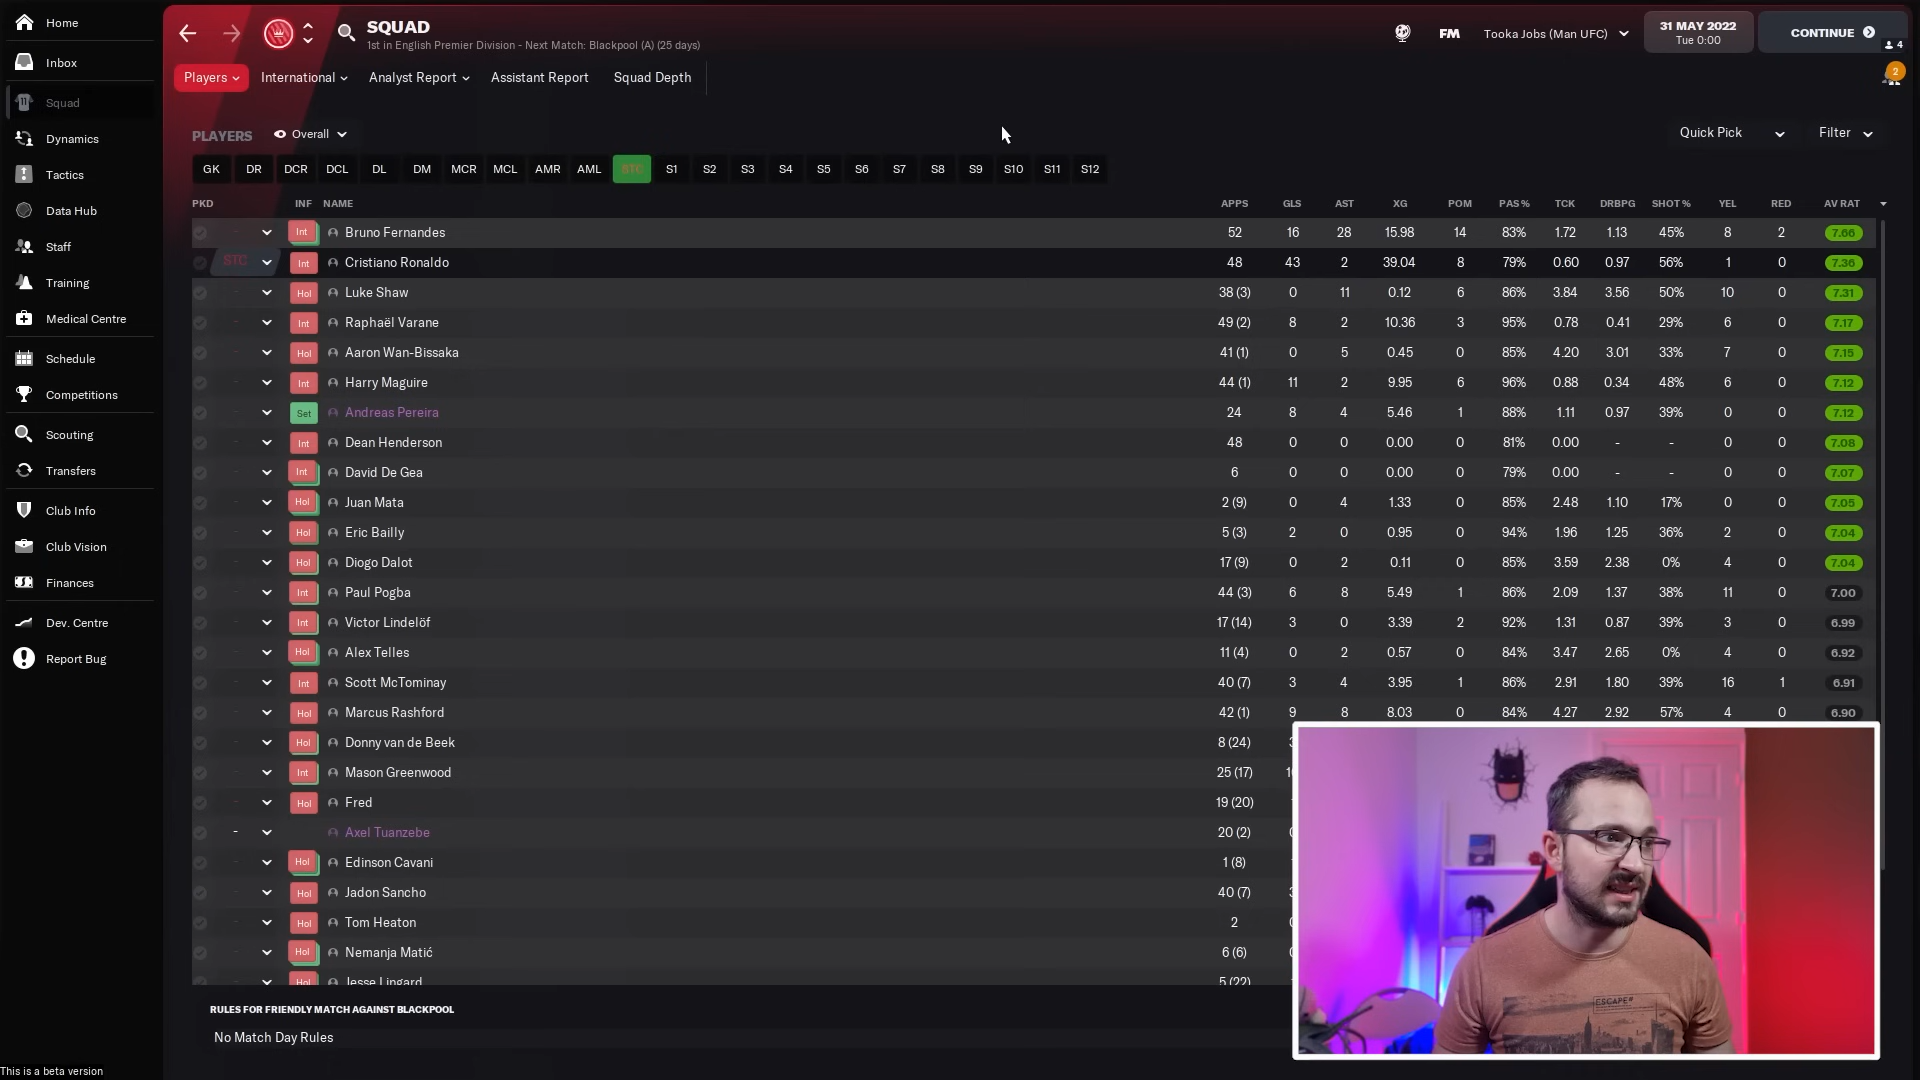 Home
Inbox
Squad
Dynamics
Tactics
Data Hub
Staff
Training
Medical Centre
Schedule
Competitions
Scouting
Transfers
Club Info
Club Vision
Finances
Dev. Centre
Report Bug
This is a beta version
SQUAD
1st in English Premier Division - Next Match: Blackpool (A) (25 days)
FM
Tooka Jobs (Man UFC)
31 MAY 2022
Tue 0:00
CONTINUE
4
2
Players International Analyst Report Assistant Report Squad Depth
PLAYERS Overall
Quick Pick Filter
GK DR DCR DCL DL DM MCR MCL AMR AML STC S1 S2 S3 S4 S5 S6 S7 S8 S9 S10 S11 S12
PKD INF NAME APPS GLS AST XG POM PAS % TCK DRBPG SHOT % YEL RED AV RAT
- Int Bruno Fernandes 52 16 28 15.98 14 83% 1.72 1.13 45% 8 2 7.66
STC Int Cristiano Ronaldo 48 43 2 39.04 8 79% 0.60 0.97 56% 1 0 7.36
- Hol Luke Shaw 38 (3) 0 11 0.12 6 86% 3.84 3.56 50% 10 0 7.31
- Int Raphaël Varane 49 (2) 8 2 10.36 3 95% 0.78 0.41 29% 6 0 7.17
- Hol Aaron Wan-Bissaka 41 (1) 0 5 0.45 0 85% 4.20 3.01 33% 7 0 7.15
- Int Harry Maguire 44 (1) 11 2 9.95 6 96% 0.88 0.34 48% 6 0 7.12
- Set Andreas Pereira 24 8 4 5.46 1 88% 1.11 0.97 39% 0 0 7.12
- Int Dean Henderson 48 0 0 0.00 0 81% 0.00 - - 0 0 7.08
- Int David De Gea 6 0 0 0.00 0 79% 0.00 - - 0 0 7.07
- Hol Juan Mata 2 (9) 0 4 1.33 0 85% 2.48 1.10 17% 0 0 7.05
- Hol Eric Bailly 5 (3) 2 0 0.95 0 94% 1.96 1.25 36% 2 0 7.04
- Hol Diogo Dalot 17 (9) 0 2 0.11 0 85% 3.59 2.38 0% 4 0 7.04
- Int Paul Pogba 44 (3) 6 8 5.49 1 86% 2.09 1.37 38% 11 0 7.00
- Int Victor Lindelöf 17 (14) 3 0 3.39 2 92% 1.31 0.87 39% 3 0 6.99
- Hol Alex Telles 11 (4) 0 2 0.57 0 84% 3.47 2.65 0% 4 0 6.92
- Int Scott McTominay 40 (7) 3 4 3.95 1 86% 2.91 1.80 39% 16 1 6.91
- Hol Marcus Rashford 42 (1) 9 8 8.03 0 84% 4.27 2.92 57% 4 0 6.90
- Hol Donny van de Beek 8 (24)
- Int Mason Greenwood 25 (17)
- Hol Fred 19 (20)
- Axel Tuanzebe 20 (2)
- Hol Edinson Cavani 1 (8)
- Hol Jadon Sancho 40 (7)
- Hol Tom Heaton 2
- Hol Nemanja Matić 6 (6)
- Hol Jesse Lingard 5 (22)
RULES FOR FRIENDLY MATCH AGAINST BLACKPOOL
No Match Day Rules
ESCAPE